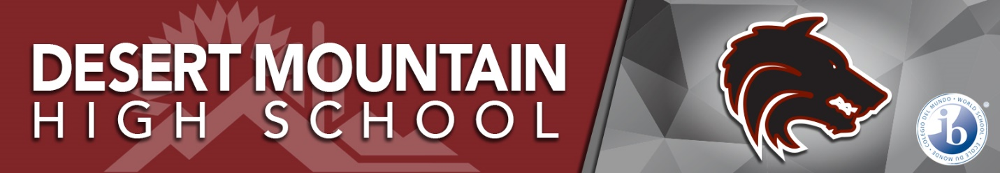 DESERT MOUNTAIN
HIGH SCHOOL
ib
COLEGIO DEL MUNDO · WORLD SCHOOL · ÉCOLE DU MONDE ·